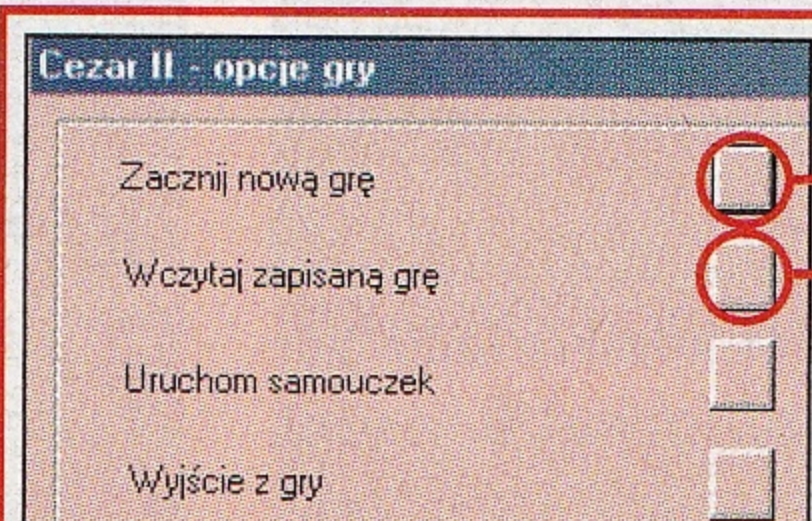 Cezar II - opcje gry
Zacznij nową grę
Wczytaj zapisaną grę
Uruchom samouczek
Wyjście z gry